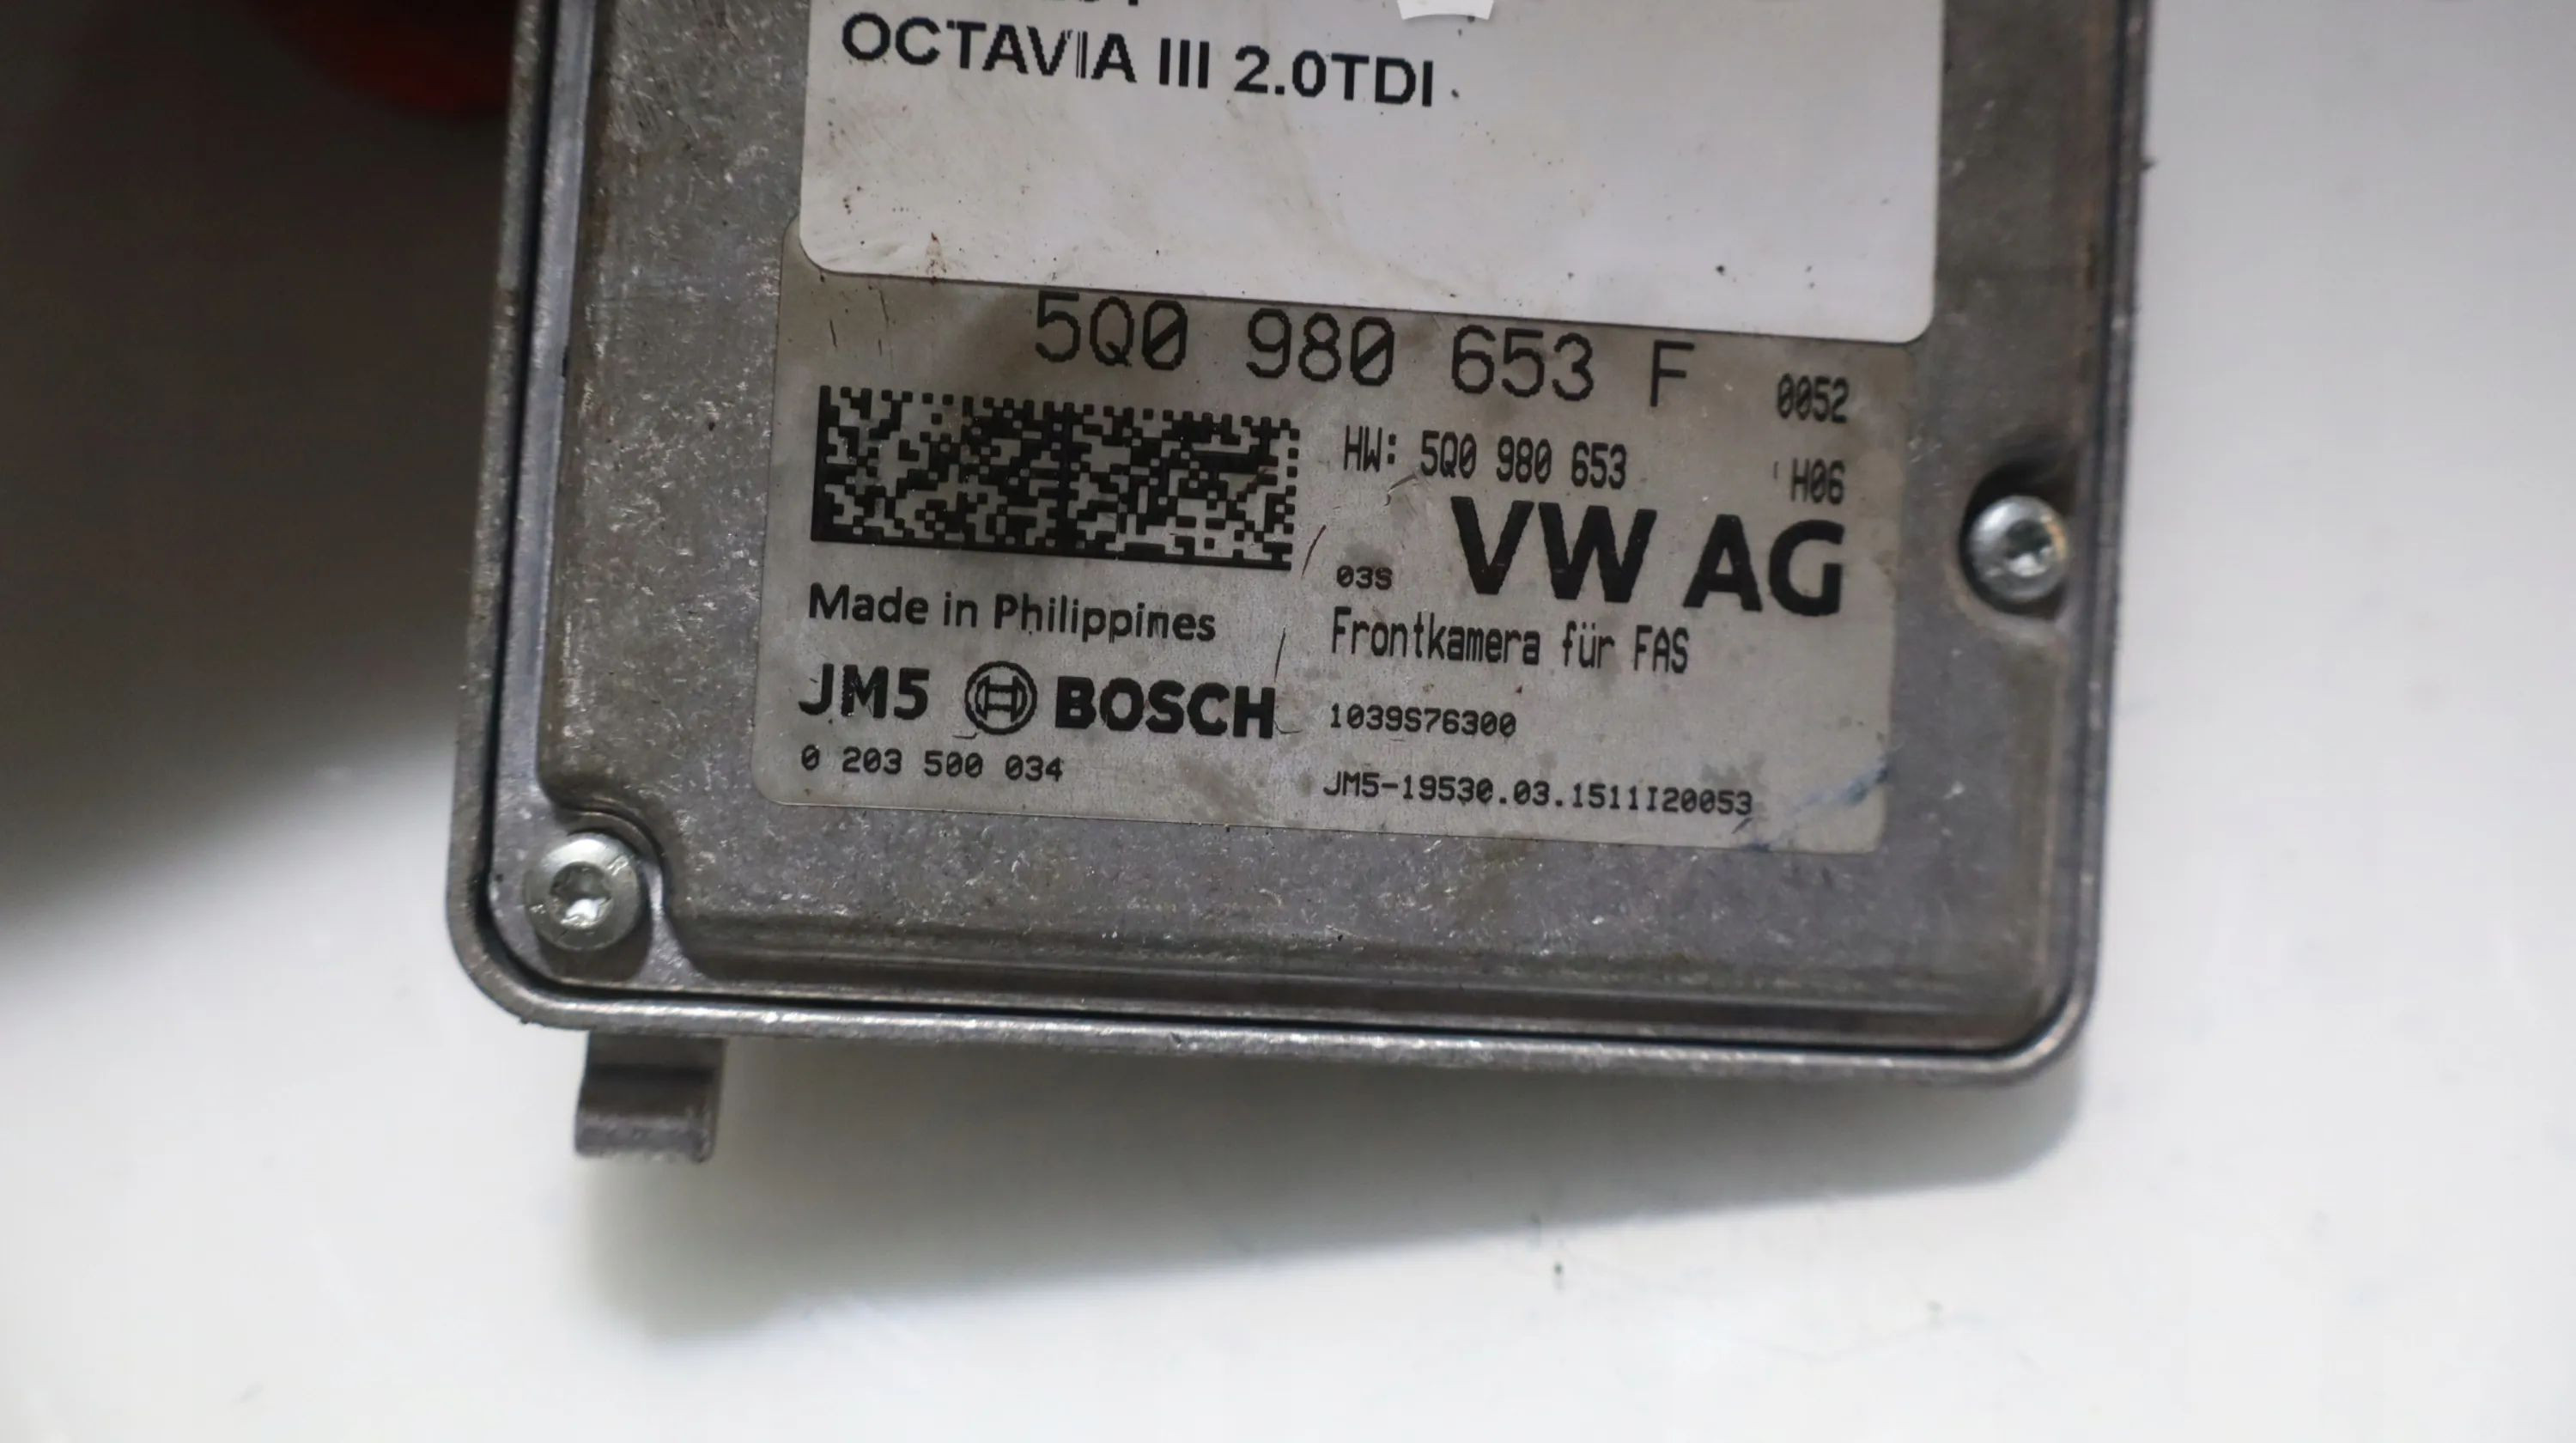 OCTAVIA III 2.0TDI
5Q0 980 653 F 0052
HW: 5Q0 980 653 H06
03S VW AG
Made in Philippines
Frontkamera für FAS
JM5 BOSCH
1039S76300
0 203 500 034
JM5-19530.03.1511I20053